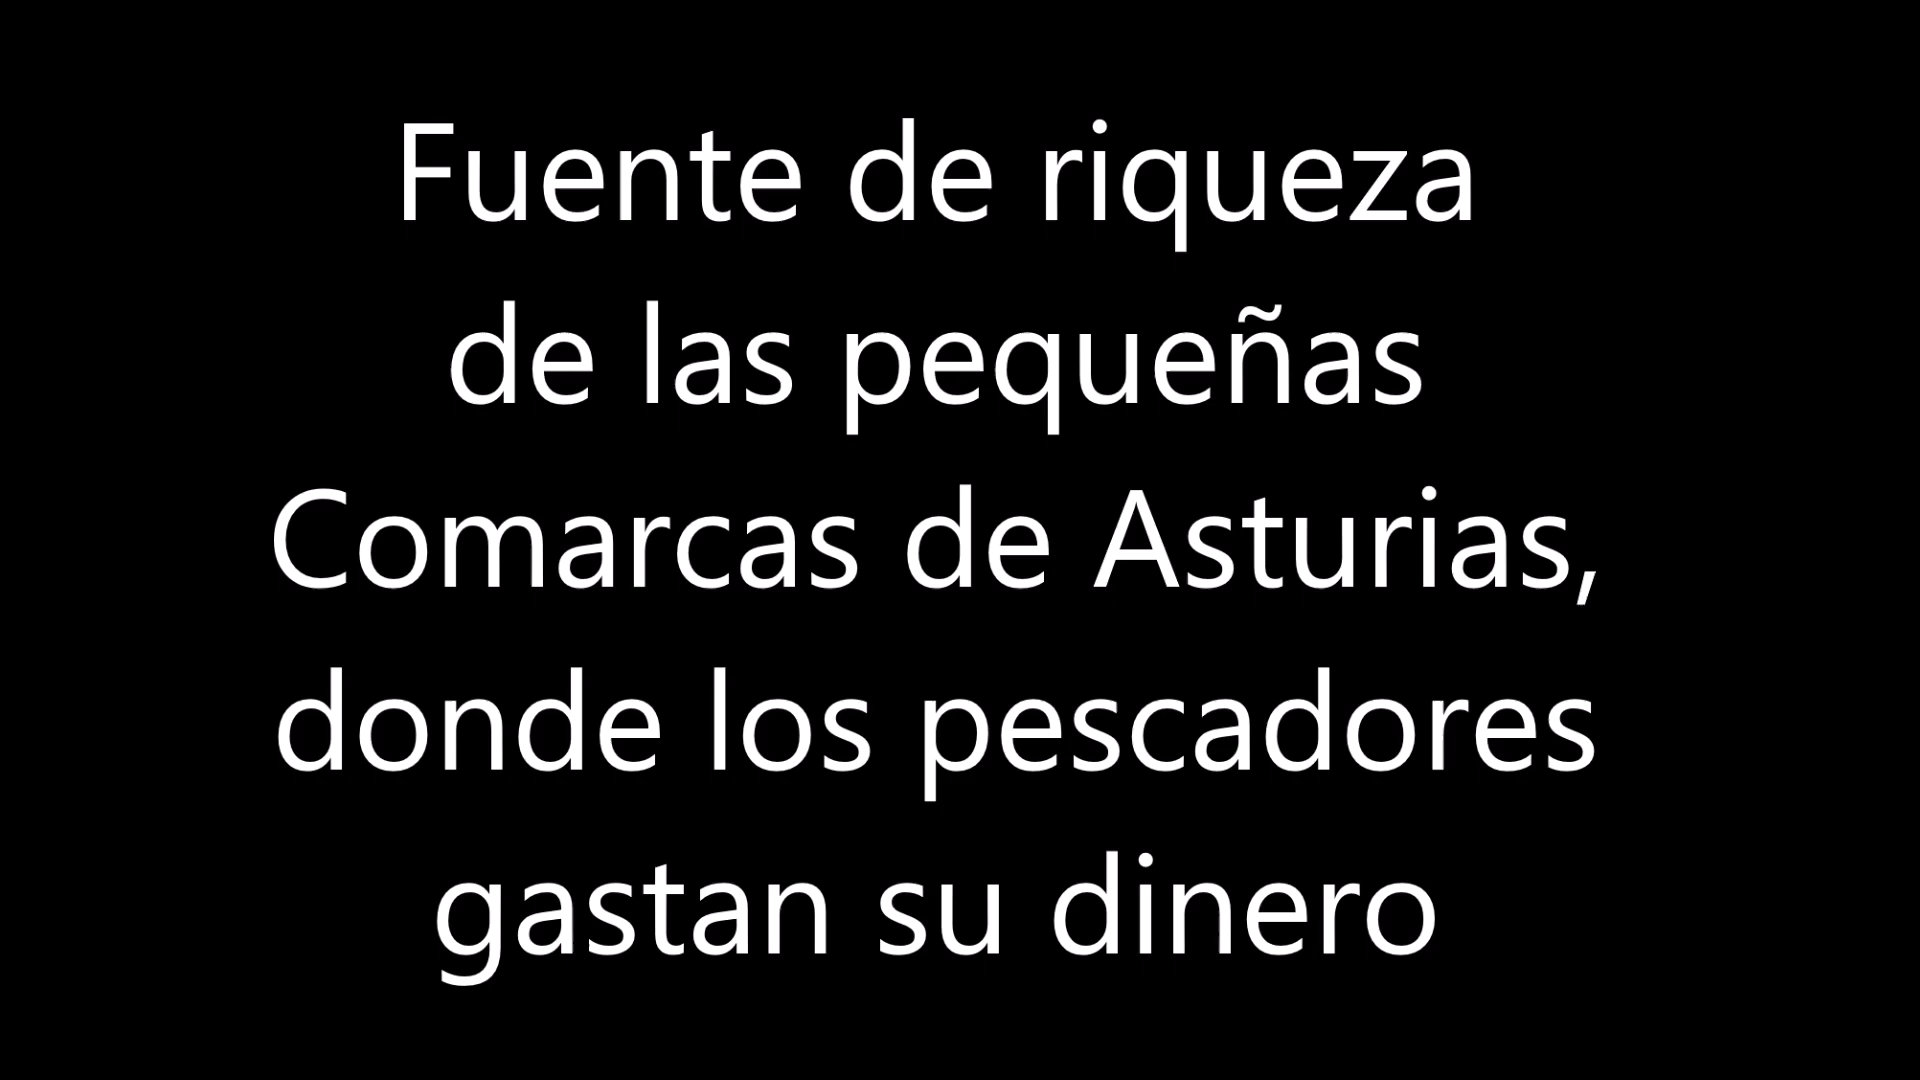 Fuente de riqueza
de las pequeñas
Comarcas de Asturias,
donde los pescadores
gastan su dinero